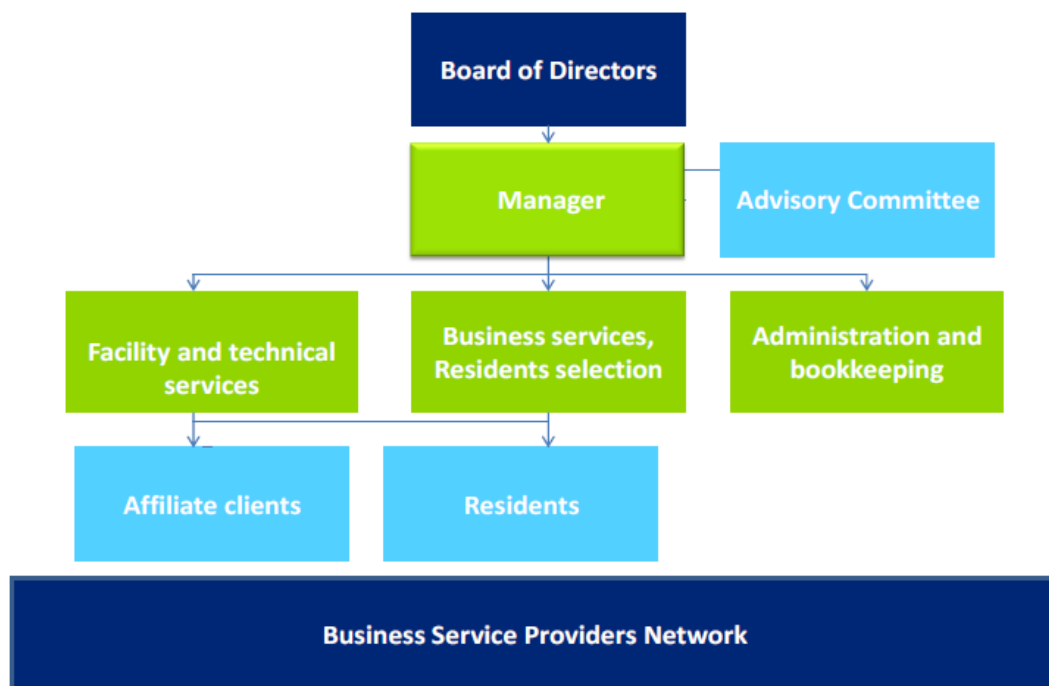 Board of Directors
Manager
Advisory Committee
Facility and technical
services
Business services,
Residents selection
Administration and
bookkeeping
Affiliate clients
Residents
Business Service Providers Network